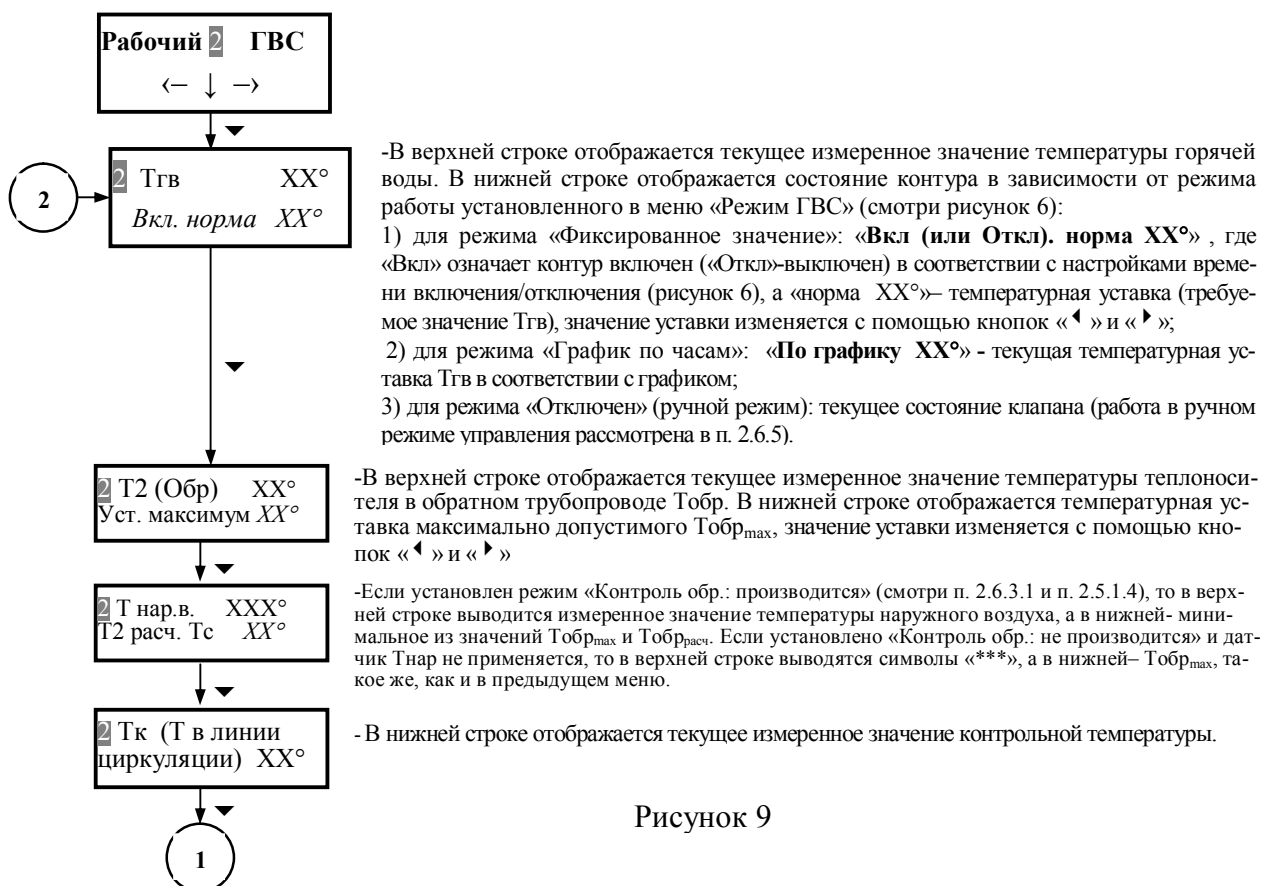 Рабочий 2 ГВС
‹– ↓ –›
2
2 Тгв XX°
Вкл. норма XX°
-В верхней строке отображается текущее измеренное значение температуры горячей
воды. В нижней строке отображается состояние контура в зависимости от режима
работы установленного в меню «Режим ГВС» (смотри рисунок 6):
1) для режима «Фиксированное значение»: «Вкл (или Откл). норма XX°» , где
«Вкл» означает контур включен («Откл»-выключен) в соответствии с настройками време-
ни включения/отключения (рисунок 6), а «норма XX°»– температурная уставка (требуе-
мое значение Тгв), значение уставки изменяется с помощью кнопок «◂ » и « ▸ »;
2) для режима «График по часам»: «По графику XX°» - текущая температурная ус-
тавка Тгв в соответствии с графиком;
3) для режима «Отключен» (ручной режим): текущее состояние клапана (работа в ручном
режиме управления рассмотрена в п. 2.6.5).
2 Т2 (Обр) XX°
Уст. максимум XX°
-В верхней строке отображается текущее измеренное значение температуры теплоноси-
теля в обратном трубопроводе Тобр. В нижней строке отображается температурная ус-
тавка максимально допустимого Тобрmax, значение уставки изменяется с помощью кно-
пок «◂ » и « ▸ »
2 Т нар.в. XXX°
Т2 расч. Тс XX°
-Если установлен режим «Контроль обр.: производится» (смотри п. 2.6.3.1 и п. 2.5.1.4), то в верх-
ней строке выводится измеренное значение температуры наружного воздуха, а в нижней- мини-
мальное из значений Тобрmax и Тобррасч. Если установлено «Контроль обр.: не производится» и дат-
чик Тнар не применяется, то в верхней строке выводятся символы «***», а в нижней– Тобрmax, та-
кое же, как и в предыдущем меню.
2 Тк (Т в линии
циркуляции) XX°
- В нижней строке отображается текущее измеренное значение контрольной температуры.
Рисунок 9
1